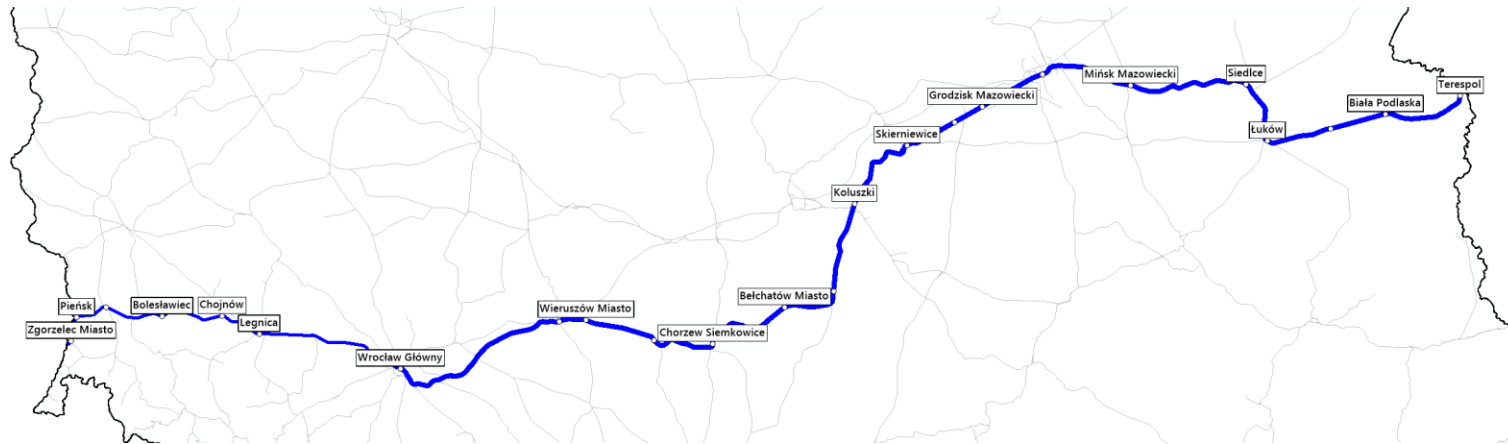 Pieńsk
Zgorzelec Miasto
Bolesławiec
Chojnów
Legnica
Wrocław Główny
Wieruszów Miasto
Chorzew Siemkowice
Bełchatów Miasto
Koluszki
Skierniewice
Grodzisk Mazowiecki
Mińsk Mazowiecki
Siedlce
Łuków
Biała Podlaska
Terespol